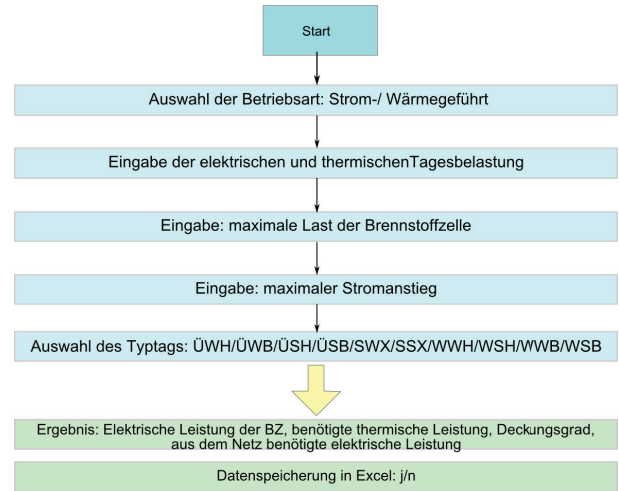 Start
Auswahl der Betriebsart: Strom-/ Wärmegeführt
Eingabe der elektrischen und thermischenTagesbelastung
Eingabe: maximale Last der Brennstoffzelle
Eingabe: maximaler Stromanstieg
Auswahl des Typtags: ÜWH/ÜWB/ÜSH/ÜSB/SWX/SSX/WWH/WSH/WWB/WSB
Ergebnis: Elektrische Leistung der BZ, benötigte thermische Leistung, Deckungsgrad,
aus dem Netz benötigte elektrische Leistung
Datenspeicherung in Excel: j/n